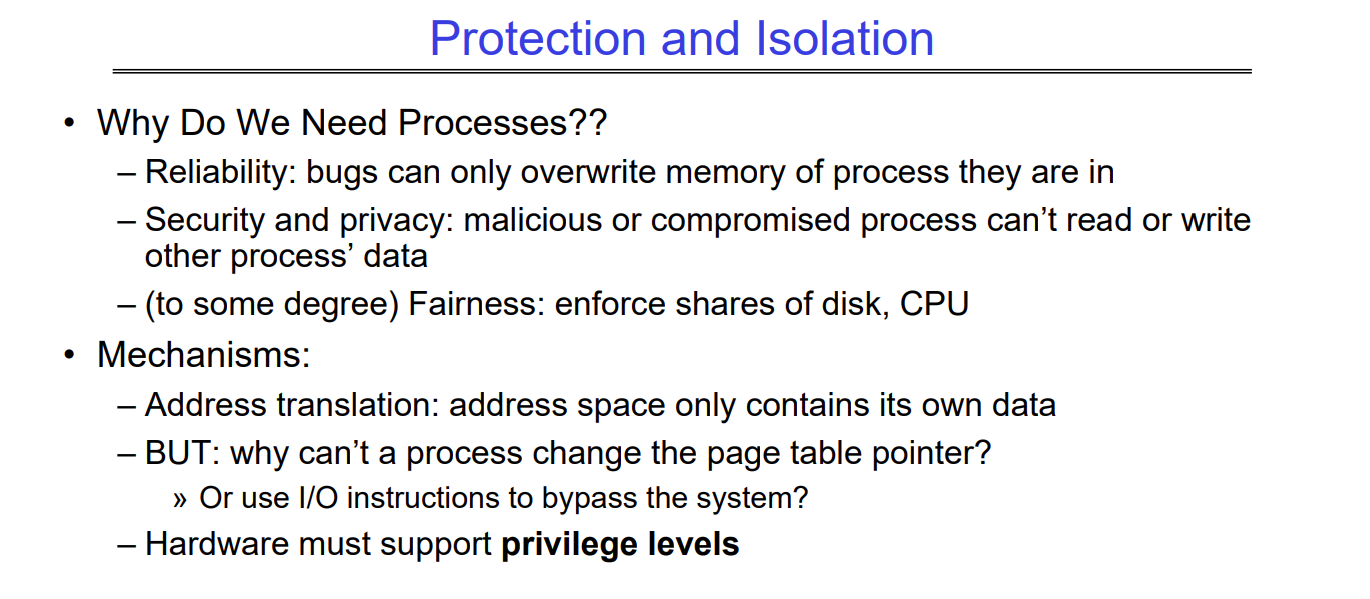 Protection and Isolation
• Why Do We Need Processes??
– Reliability: bugs can only overwrite memory of process they are in
– Security and privacy: malicious or compromised process can’t read or write
other process’ data
– (to some degree) Fairness: enforce shares of disk, CPU
• Mechanisms:
– Address translation: address space only contains its own data
– BUT: why can’t a process change the page table pointer?
» Or use I/O instructions to bypass the system?
– Hardware must support privilege levels